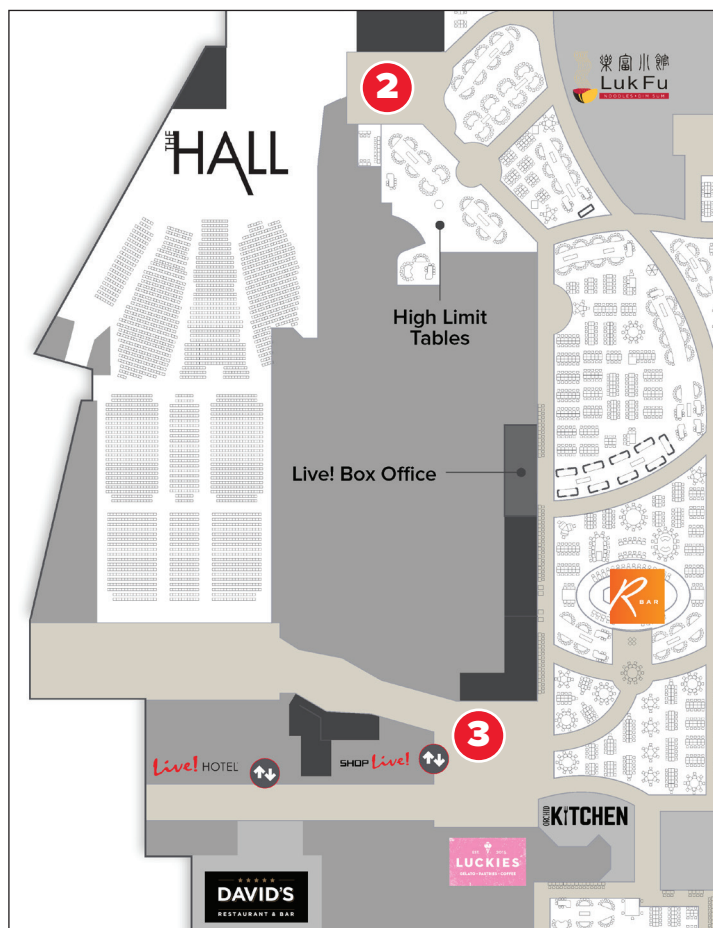 2
樂富小館
LukFu
NOODLES • DIM SUM
THE HALL
High Limit
Tables
Live! Box Office
R BAR
3
Live! HOTEL
SHOP Live!
ORCHID KITCHEN
EST. 2012
LUCKIES
GELATO • PASTRIES • COFFEE
DAVID'S
RESTAURANT & BAR